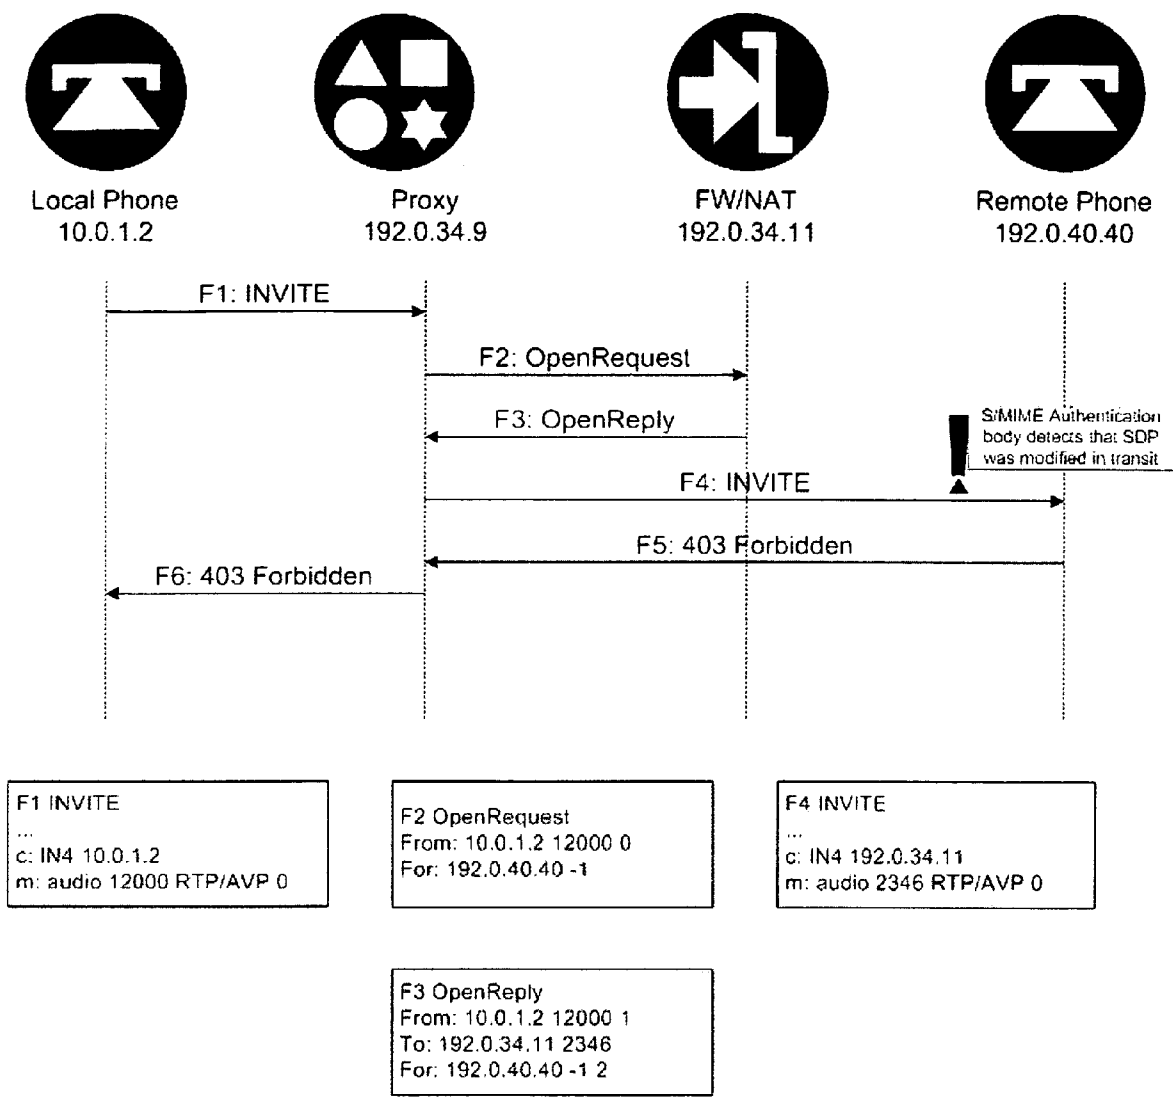 Local Phone
10.0.1.2
Proxy
192.0.34.9
FW/NAT
192.0.34.11
Remote Phone
192.0.40.40
F1: INVITE
F2: OpenRequest
F3: OpenReply
S/MIME Authentication
body detects that SDP
was modified in transit
F4: INVITE
F5: 403 Forbidden
F6: 403 Forbidden
F1 INVITE
...
c: IN4 10.0.1.2
m: audio 12000 RTP/AVP 0
F2 OpenRequest
From: 10.0.1.2 12000 0
For: 192.0.40.40 -1
F4 INVITE
...
c: IN4 192.0.34.11
m: audio 2346 RTP/AVP 0
F3 OpenReply
From: 10.0.1.2 12000 1
To: 192.0.34.11 2346
For: 192.0.40.40 -1 2